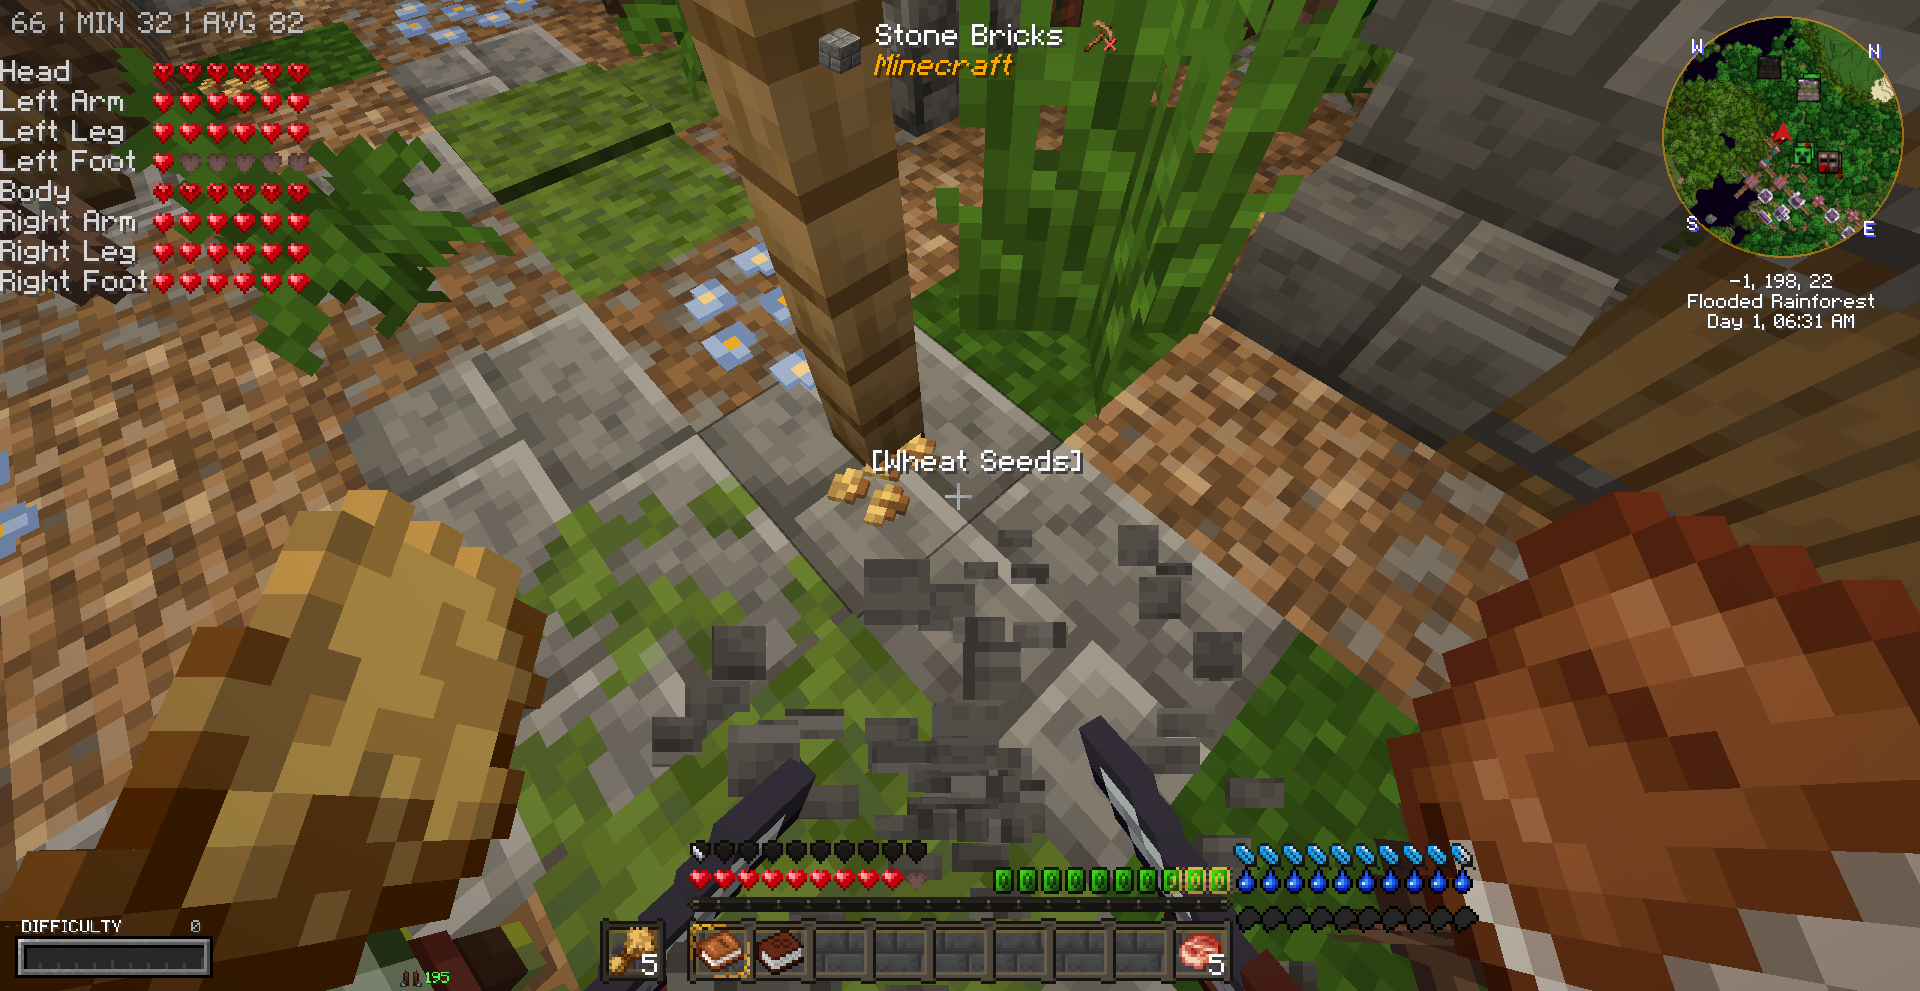 66 | MIN 32 | AVG 82
Stone Bricks
Minecraft
Head
Left Arm
Left Leg
Left Foot
Body
Right Arm
Right Leg
Right Foot
W
N
S
E
-1, 198, 22
Flooded Rainforest
Day 1, 06:31 AM
[Wheat Seeds]
DIFFICULTY 0
195
5
5